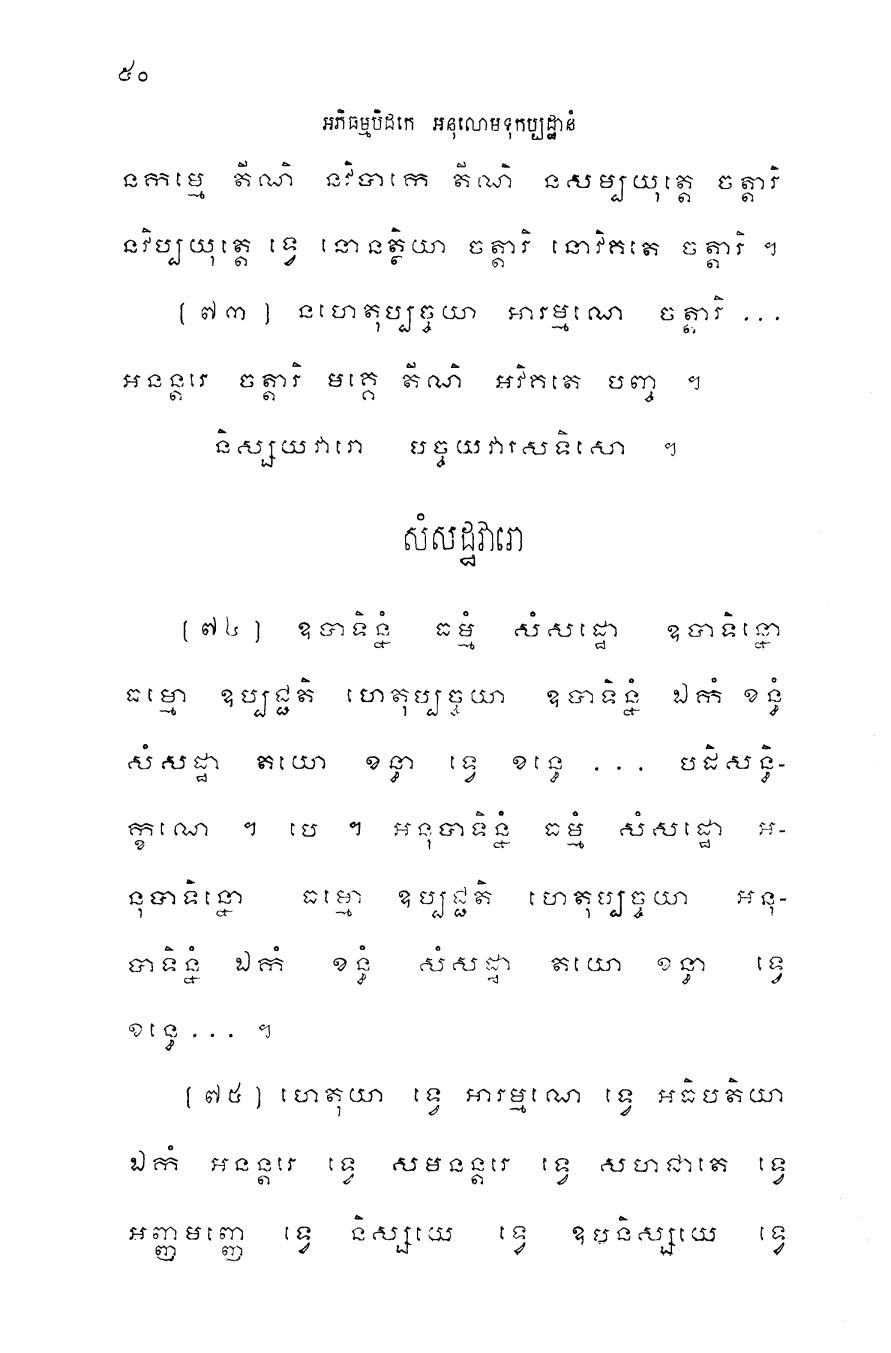 ៥០
អភិធម្មបិដកេ អនុលោមទុកប្បដ្ឋានំ
នកម្មេ តីណិ នវិបាកេ តីណិ នសម្បយុត្តេ ចត្តារិ
នវិប្បយុត្តេ ទ្វេ នោនត្ថិយា ចត្តារិ នោវិគតេ ចត្តារិ ។
[៧៣] នហេតុប្បច្ចយា អារម្មណេ ចត្តារិ ...
អនន្តរេ ចត្តារិ មគ្គេ តីណិ អវិគតេ បញ្ច ។
និស្សយវារោ បច្ចយវារសទិសោ ។
សំសដ្ឋវារោ
[៧៤] ឧបាទិន្នំ ធម្មំ សំសដ្ឋោ ឧបាទិន្នោ
ធម្មោ ឧប្បជ្ជតិ ហេតុប្បច្ចយា ឧបាទិន្នំ ឯកំ ខន្ធំ
សំសដ្ឋា តយោ ខន្ធា ទ្វេ ខន្ធេ ... បដិសន្ធិ-
ក្ខណេ ។ បេ ។ អនុបាទិន្នំ ធម្មំ សំសដ្ឋោ អ-
នុបាទិន្នោ ធម្មោ ឧប្បជ្ជតិ ហេតុប្បច្ចយា អនុ-
បាទិន្នំ ឯកំ ខន្ធំ សំសដ្ឋា តយោ ខន្ធា ទ្វេ
ខន្ធេ ... ។
[៧៥] ហេតុយា ទ្វេ អារម្មណេ ទ្វេ អធិបតិយា
ឯកំ អនន្តរេ ទ្វេ សមនន្តរេ ទ្វេ សហជាតេ ទ្វេ
អញ្ញមញ្ញេ ទ្វេ និស្សយេ ទ្វេ ឧបនិស្សយេ ទ្វេ